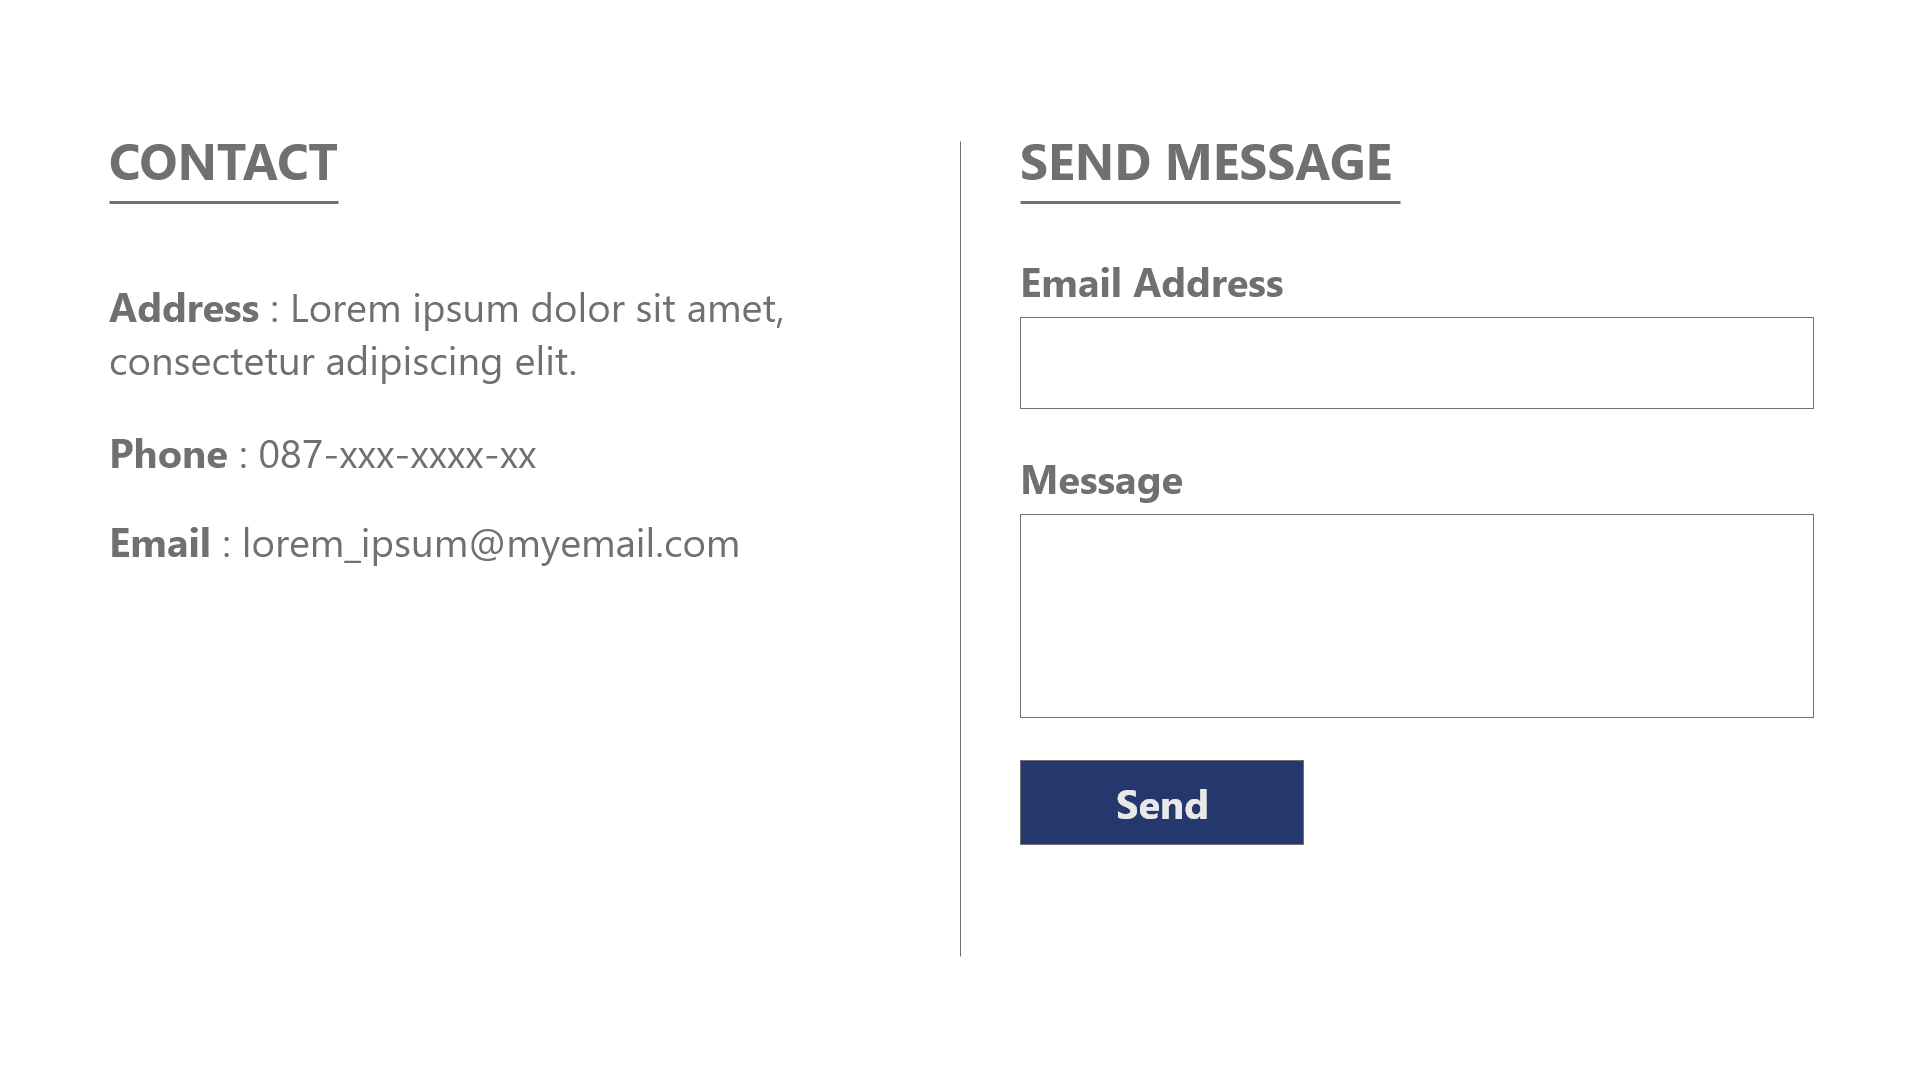 CONTACT
Address : Lorem ipsum dolor sit amet,
consectetur adipiscing elit.
Phone : 087-xxx-xxxx-xx
Email : lorem_ipsum@myemail.com
SEND MESSAGE
Email Address
Message
Send